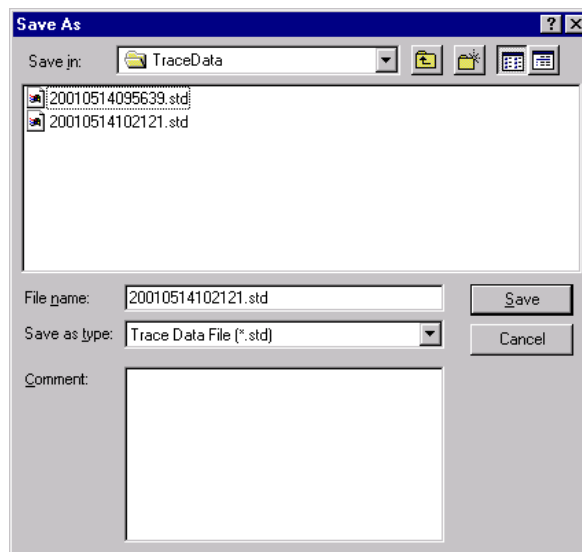 Save As
Save in: TraceData
20010514095639.std
20010514102121.std
File name: 20010514102121.std Save
Save as type: Trace Data File (*.std) Cancel
Comment: